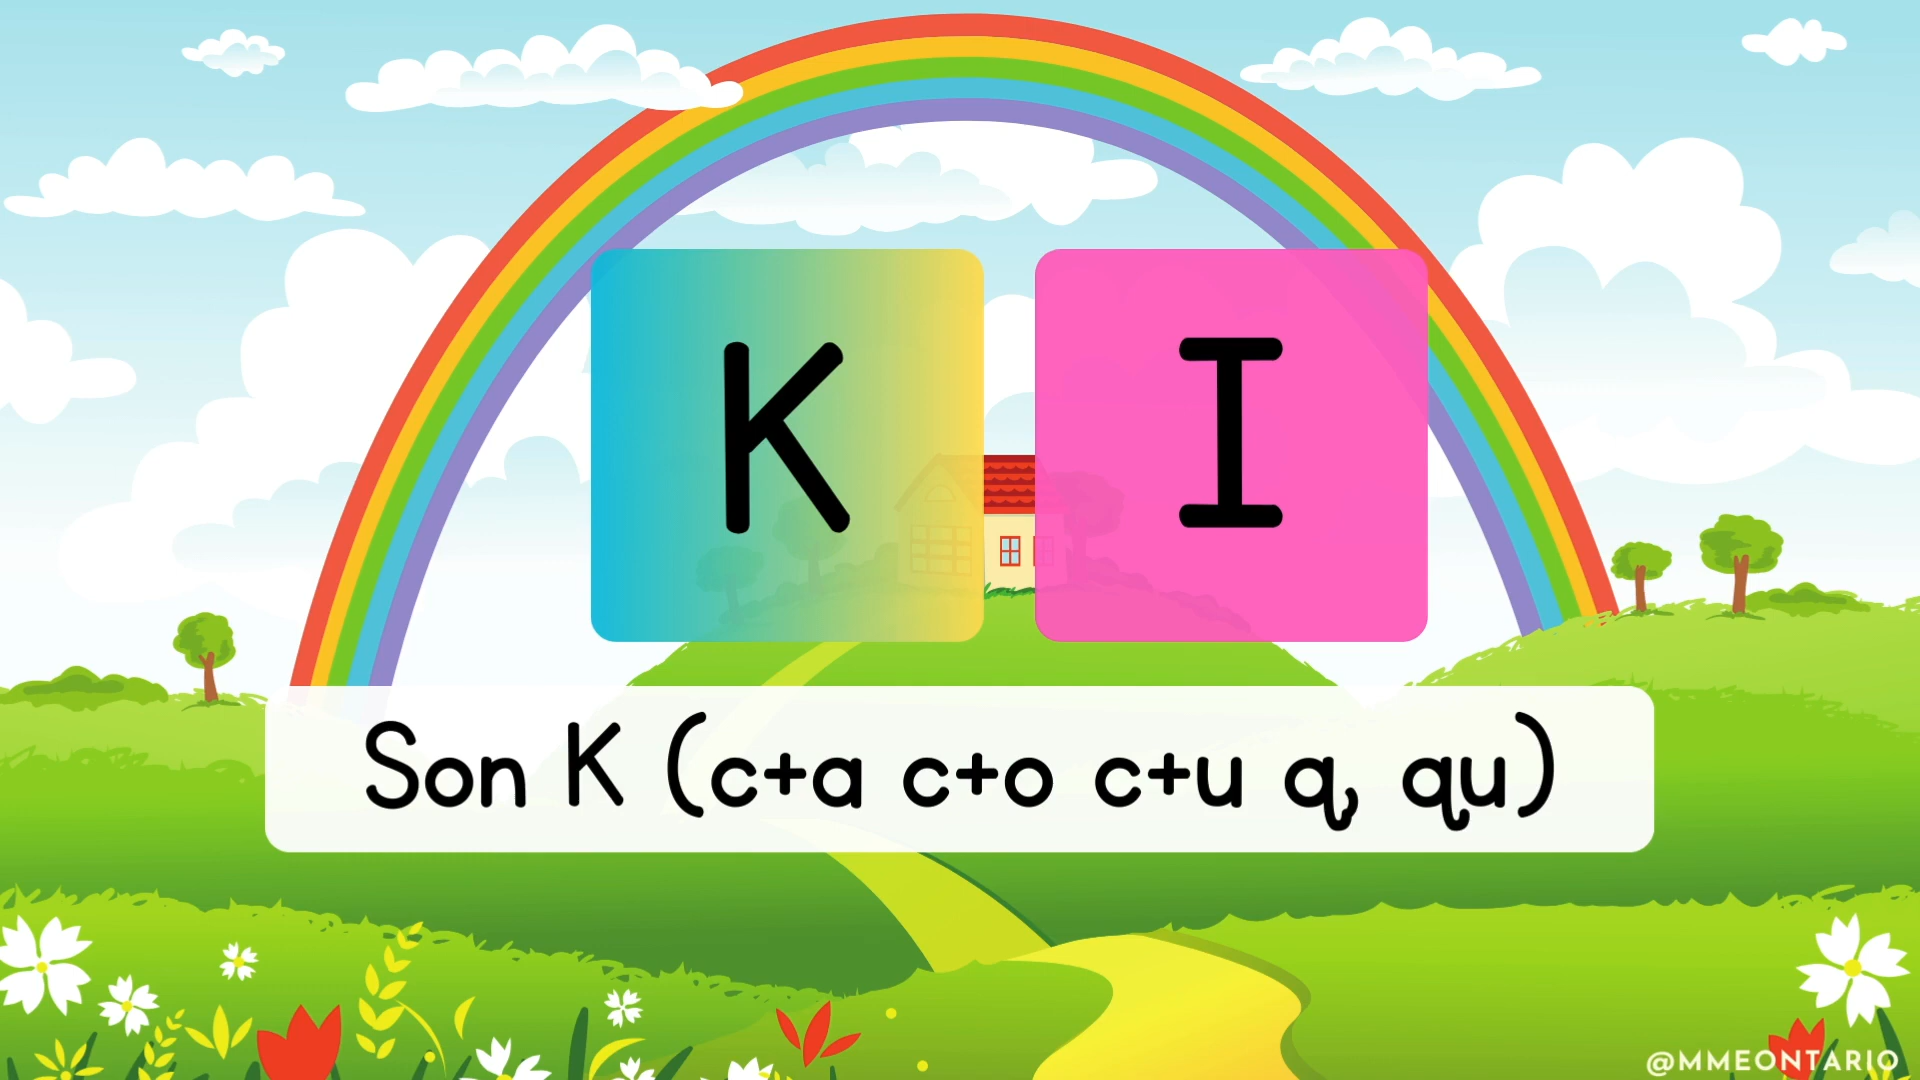 K I
Son K (c+a c+o c+u q, qu)
@MMEONTARIO